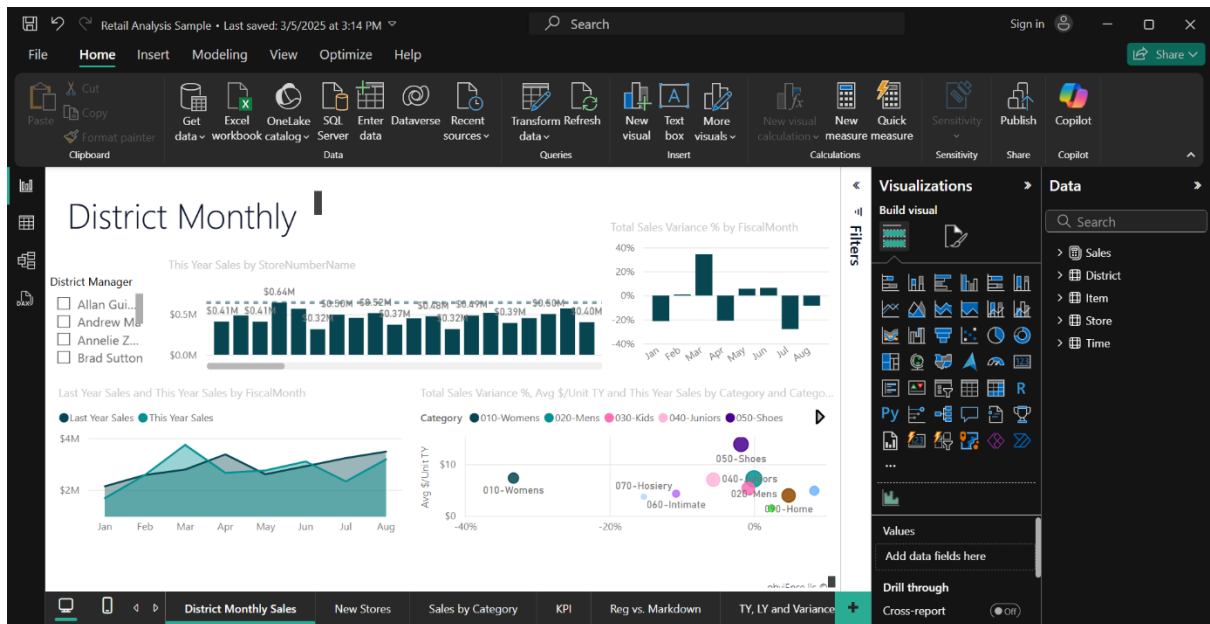 Retail Analysis Sample • Last saved: 3/5/2025 at 3:14 PM
Search
Sign in
File Home Insert Modeling View Optimize Help
Share
Paste
Cut
Copy
Format painter
Clipboard
Get data
Excel workbook
OneLake catalog
SQL Server
Enter data
Dataverse
Recent sources
Data
Transform data
Refresh
Queries
New visual
Text box
More visuals
Insert
New visual calculation
New measure
Quick measure
Calculations
Sensitivity
Sensitivity
Publish
Share
Copilot
Copilot
District Monthly
District Manager
Allan Gui...
Andrew Ma
Annelie Z...
Brad Sutton
This Year Sales by StoreNumberName
$0.5M
$0.0M
$0.41M $0.41M $0.64M $0.32M $0.50M $0.52M $0.37M $0.48M $0.32M $0.49M $0.39M $0.50M $0.40M
Total Sales Variance % by FiscalMonth
40%
20%
0%
-20%
-40%
Jan Feb Mar Apr May Jun Jul Aug
Last Year Sales and This Year Sales by FiscalMonth
Last Year Sales This Year Sales
$4M
$2M
Jan Feb Mar Apr May Jun Jul Aug
Total Sales Variance %, Avg $/Unit TY and This Year Sales by Category and Catego...
Category 010-Womens 020-Mens 030-Kids 040-Juniors 050-Shoes
Avg $/Unit TY
$10
$0
050-Shoes
010-Womens
070-Hosiery
040-Juniors
020-Mens
060-Intimate
090-Home
-40% -20% 0%
Filters
Visualizations
Build visual
R
Py
123
...
Values
Add data fields here
Drill through
Cross-report
Off
Data
Search
Sales
District
Item
Store
Time
District Monthly Sales
New Stores
Sales by Category
KPI
Reg vs. Markdown
TY, LY and Variance